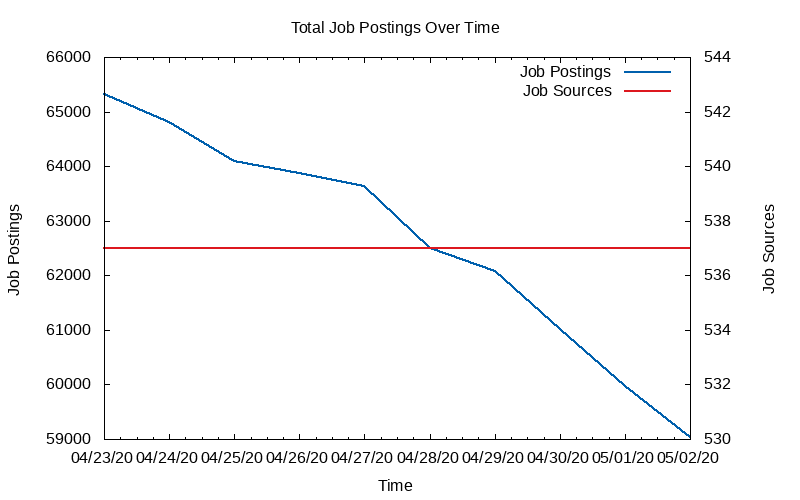 Total Job Postings Over Time
66000
65000
64000
63000
62000
61000
60000
59000
544
542
540
538
536
534
532
530
Job Postings
Job Sources
Job Postings
Job Sources
04/23/20 04/24/20 04/25/20 04/26/20 04/27/20 04/28/20 04/29/20 04/30/20 05/01/20 05/02/20
Time